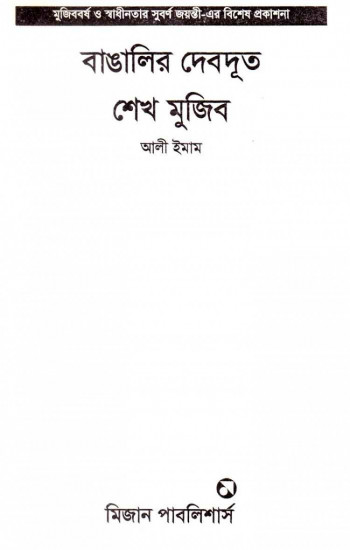 মুজিববর্ষ ও স্বাধীনতার সুবর্ণ জয়ন্তী-এর বিশেষ প্রকাশনা
বাঙালির দেবদূত
শেখ মুজিব
আলী ইমাম
মিজান পাবলিশার্স